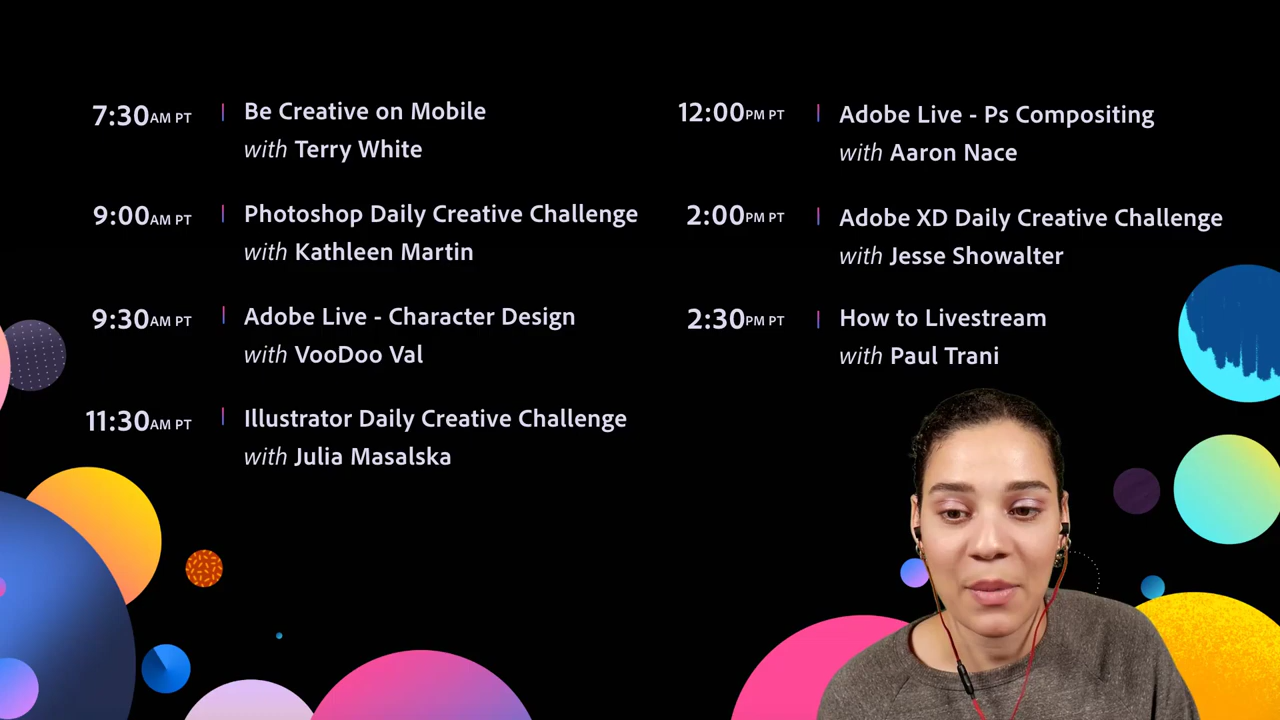 7:30AM PT
Be Creative on Mobile
with Terry White
9:00AM PT
Photoshop Daily Creative Challenge
with Kathleen Martin
9:30AM PT
Adobe Live - Character Design
with VooDoo Val
11:30AM PT
Illustrator Daily Creative Challenge
with Julia Masalska
12:00PM PT
Adobe Live - Ps Compositing
with Aaron Nace
2:00PM PT
Adobe XD Daily Creative Challenge
with Jesse Showalter
2:30PM PT
How to Livestream
with Paul Trani